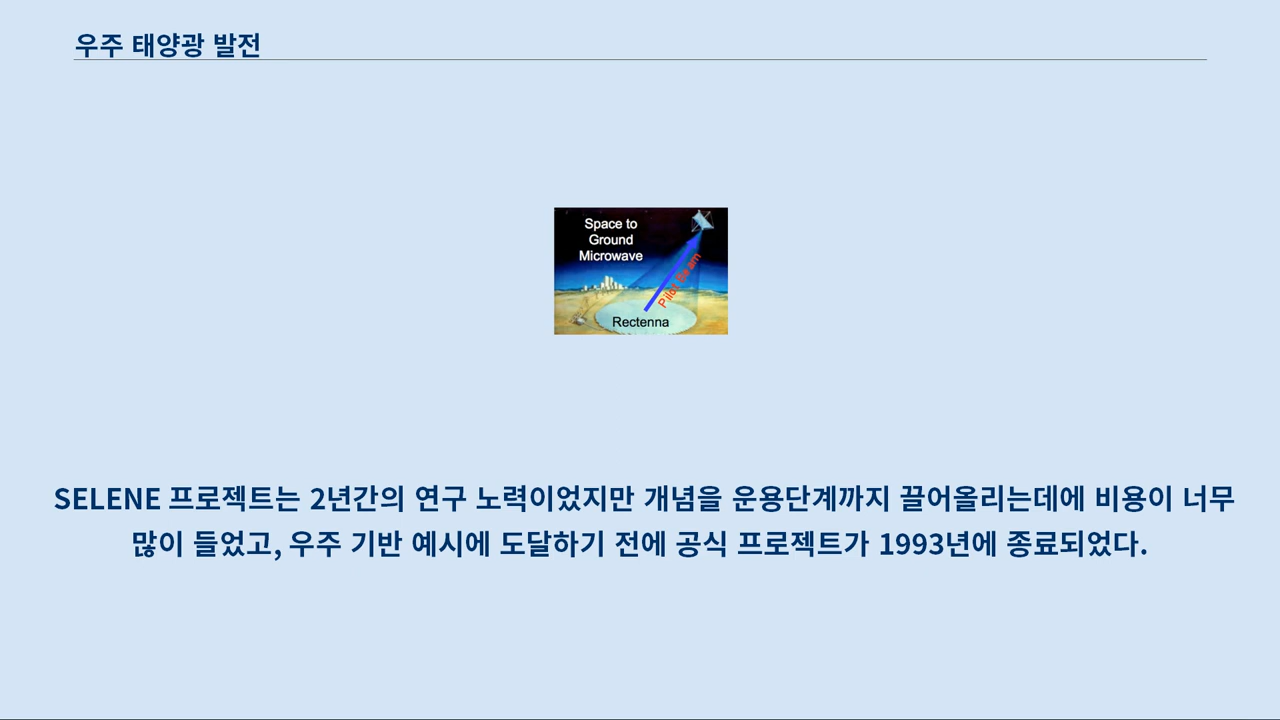 우주 태양광 발전
Space to
Ground
Microwave
Pilot Beam
Rectenna
SELENE 프로젝트는 2년간의 연구 노력이었지만 개념을 운용단계까지 끌어올리는데에 비용이 너무
많이 들었고, 우주 기반 예시에 도달하기 전에 공식 프로젝트가 1993년에 종료되었다.